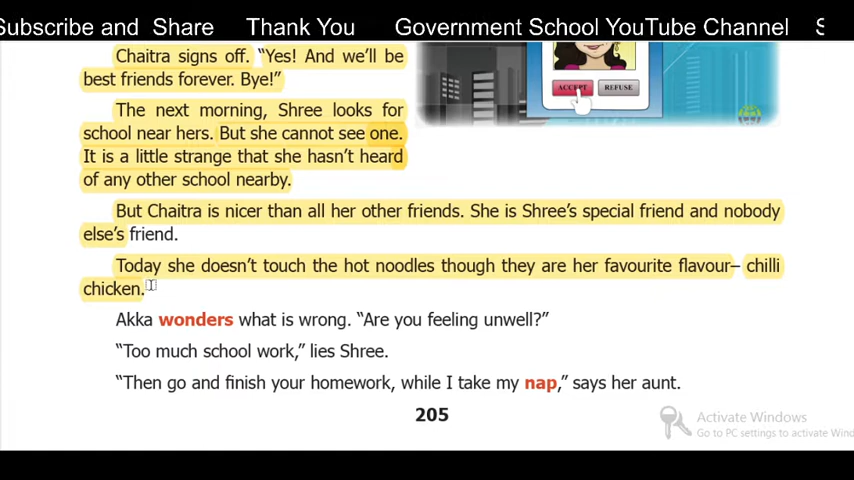 Subscribe and Share Thank You Government School YouTube Channel S
Chaitra signs off. “Yes! And we’ll be
best friends forever. Bye!”
ACCEPT REFUSE
The next morning, Shree looks for
school near hers. But she cannot see one.
It is a little strange that she hasn’t heard
of any other school nearby.
But Chaitra is nicer than all her other friends. She is Shree’s special friend and nobody
else’s friend.
Today she doesn’t touch the hot noodles though they are her favourite flavour– chilli
chicken.
Akka wonders what is wrong. “Are you feeling unwell?”
“Too much school work,” lies Shree.
“Then go and finish your homework, while I take my nap,” says her aunt.
205
Activate Windows
Go to PC settings to activate Wind